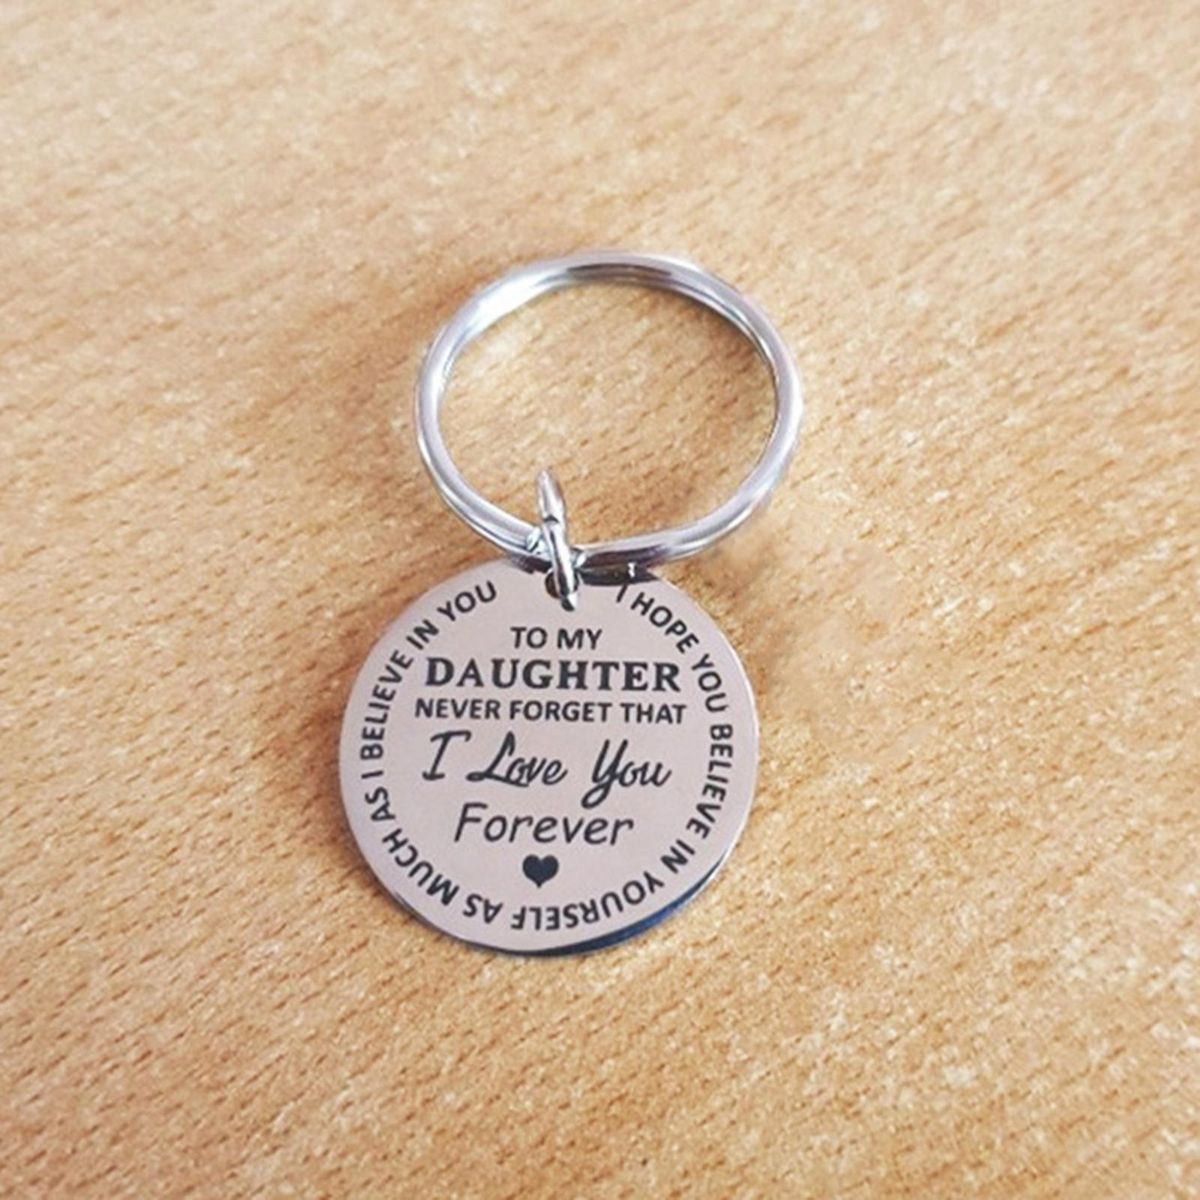 TO MY
DAUGHTER
NEVER FORGET THAT
I Love You
Forever
I HOPE YOU BELIEVE IN YOURSELF AS MUCH AS I BELIEVE IN YOU